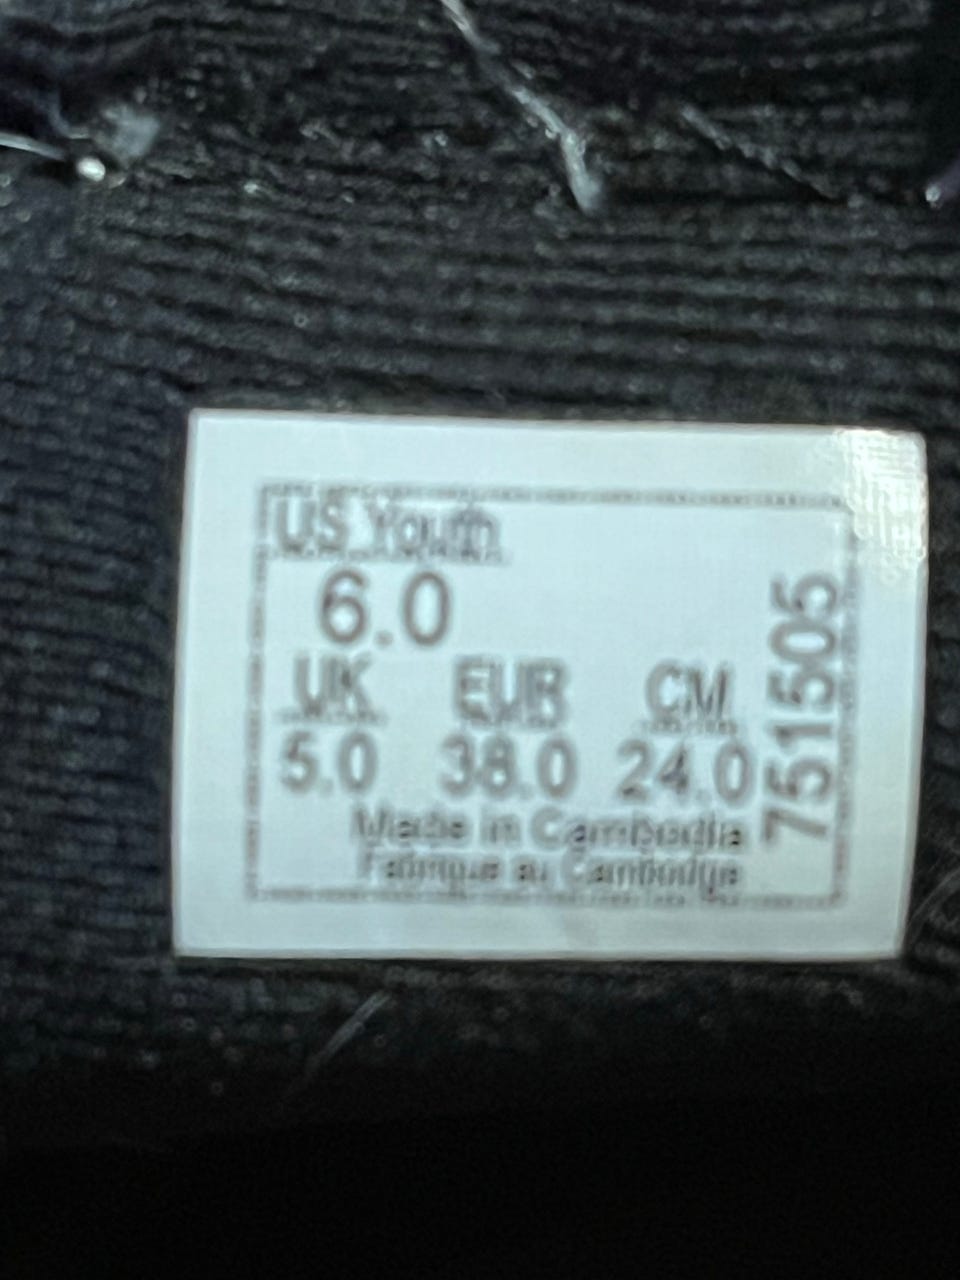 US Youth
6.0
UK EUR CM
5.0 38.0 24.0
Made in Cambodia
Fabriqué au Cambodge
751505